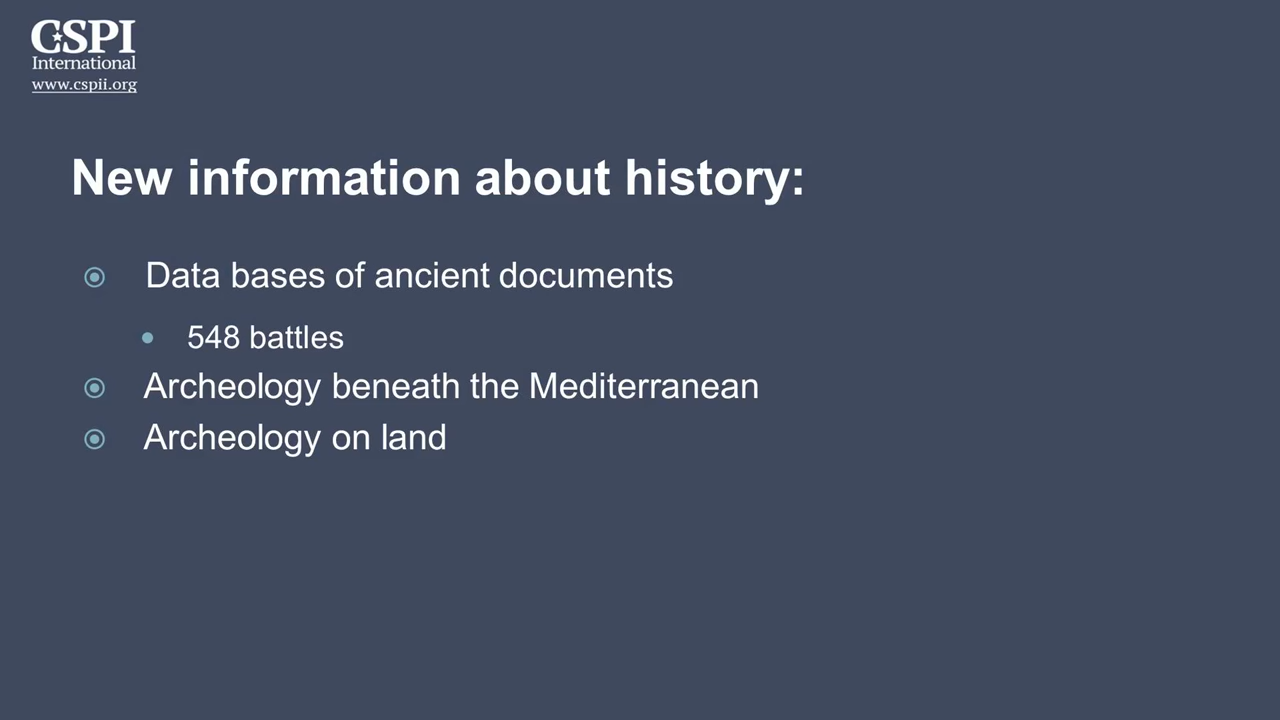 CSPI
International
www.cspii.org
New information about history:
Data bases of ancient documents
548 battles
Archeology beneath the Mediterranean
Archeology on land